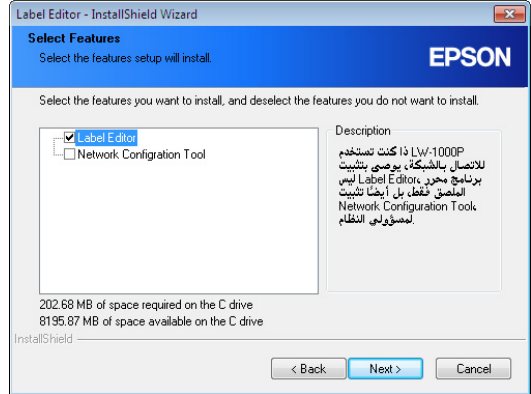 Label Editor - InstallShield Wizard
Select Features
Select the features setup will install.
EPSON
Select the features you want to install, and deselect the features you do not want to install.
Label Editor
Network Configration Tool
Description
ذا كنت تستخدم LW-1000P
للاتصال بالشبكة، يوصى بتثبيت
برنامج محرر Label Editor، ليس
الملصق فقط، بل أيضًا تثبيت
Network Configuration Tool،
لمسؤولي النظام.
202.68 MB of space required on the C drive
8195.87 MB of space available on the C drive
InstallShield
< Back
Next >
Cancel